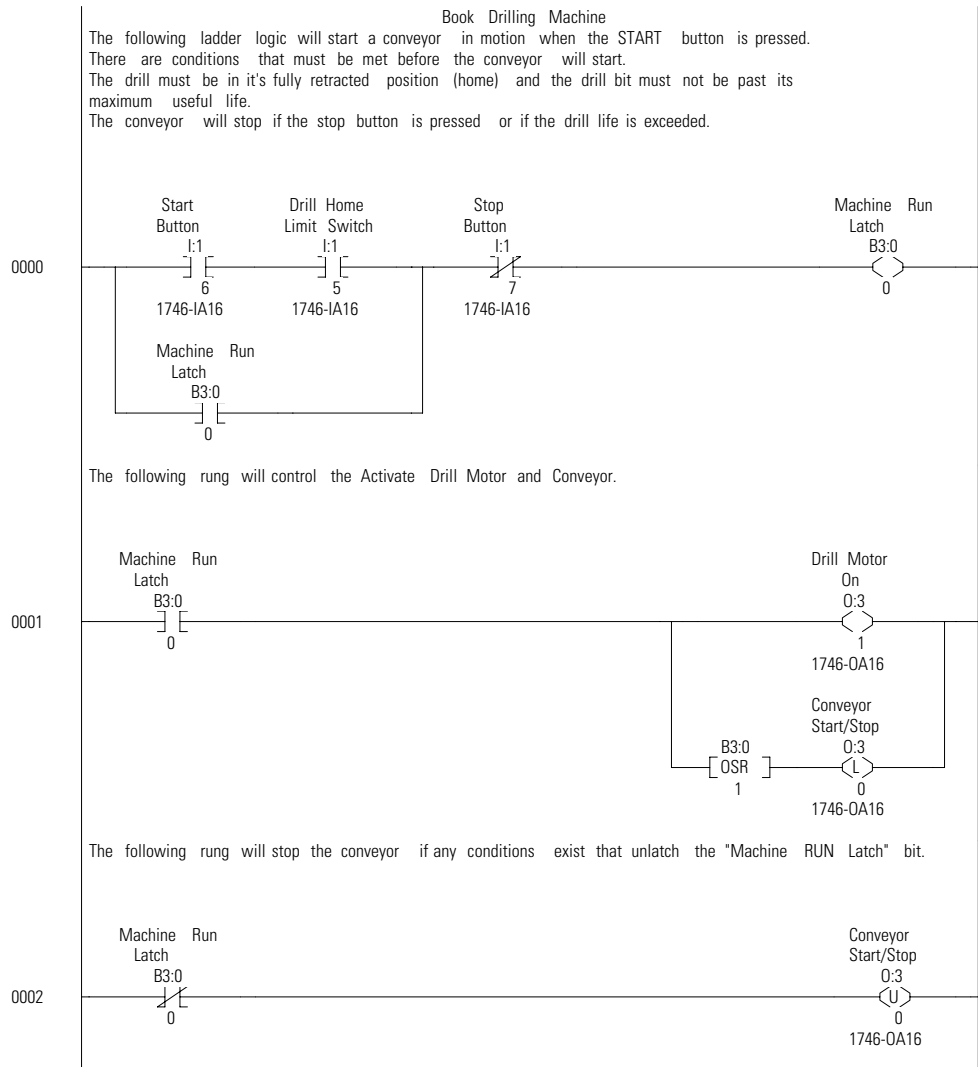 Book Drilling Machine
The following ladder logic will start a conveyor in motion when the START button is pressed.
There are conditions that must be met before the conveyor will start.
The drill must be in it's fully retracted position (home) and the drill bit must not be past its
maximum useful life.
The conveyor will stop if the stop button is pressed or if the drill life is exceeded.
Start Drill Home Stop Machine Run
Button Limit Switch Button Latch
I:1 I:1 I:1 B3:0
0000
6 5 7 0
1746-IA16 1746-IA16 1746-IA16
Machine Run
Latch
B3:0
0
The following rung will control the Activate Drill Motor and Conveyor.
Machine Run Drill Motor
Latch On
B3:0 O:3
0001
0 1
1746-OA16
Conveyor
Start/Stop
B3:0 O:3
OSR L
1 0
1746-OA16
The following rung will stop the conveyor if any conditions exist that unlatch the "Machine RUN Latch" bit.
Machine Run Conveyor
Latch Start/Stop
B3:0 O:3
0002 U
0 0
1746-OA16